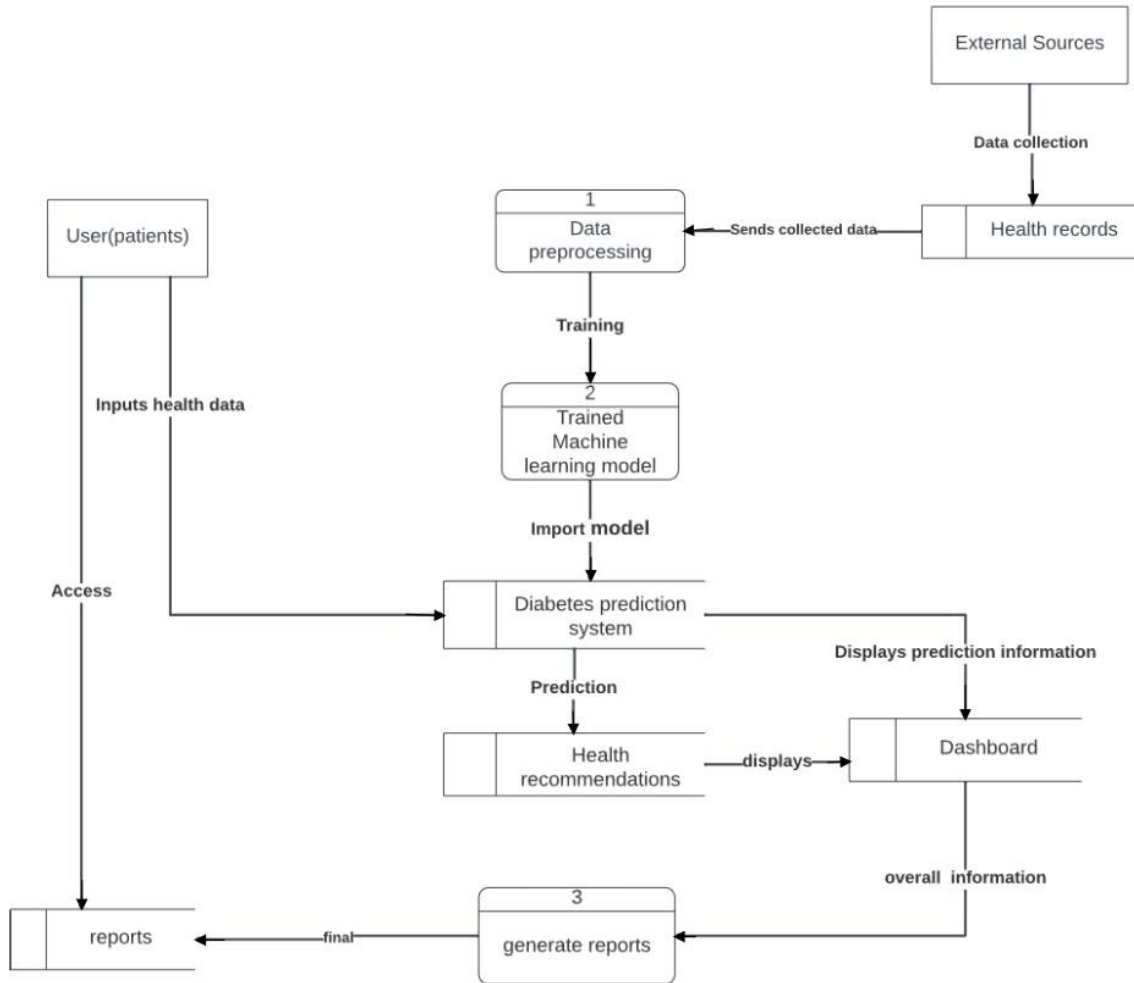 External Sources
Data collection
1
User(patients)
Data
preprocessing
Sends collected data
Health records
Training
2
Trained
Machine
learning model
Inputs health data
Import model
Access
Diabetes prediction
system
Displays prediction information
Prediction
Health
recommendations
displays
Dashboard
overall information
3
reports
final
generate reports